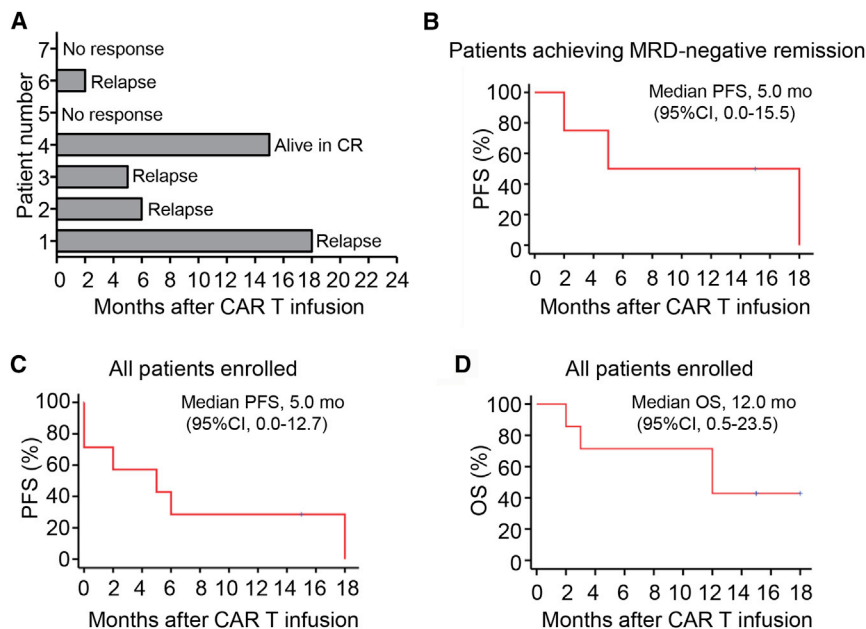 A
Patient number
7
No response
6
Relapse
5
No response
4
Alive in CR
3
Relapse
2
Relapse
1
Relapse
0 2 4 6 8 10 12 14 16 18 20 22 24
Months after CAR T infusion
B
Patients achieving MRD-negative remission
Median PFS, 5.0 mo
(95%CI, 0.0-15.5)
PFS (%)
100
80
60
40
20
0
0 2 4 6 8 10 12 14 16 18
Months after CAR T infusion
C
All patients enrolled
Median PFS, 5.0 mo
(95%CI, 0.0-12.7)
PFS (%)
100
80
60
40
20
0
0 2 4 6 8 10 12 14 16 18
Months after CAR T infusion
D
All patients enrolled
Median OS, 12.0 mo
(95%CI, 0.5-23.5)
OS (%)
100
80
60
40
20
0
0 2 4 6 8 10 12 14 16 18
Months after CAR T infusion